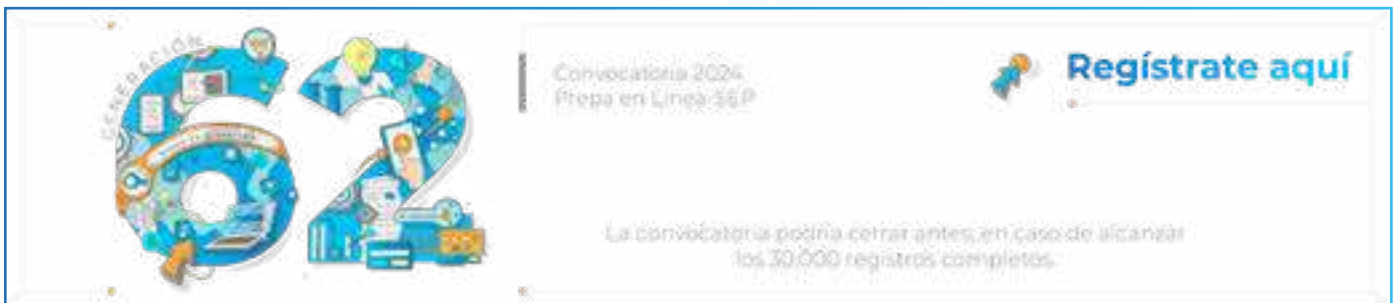 GENERACIÓN
62
Convocatoria 2024
Prepa en Línea-SEP
Regístrate aquí
La convocatoria podría cerrar antes, en caso de alcanzar
los 30,000 registros completos.